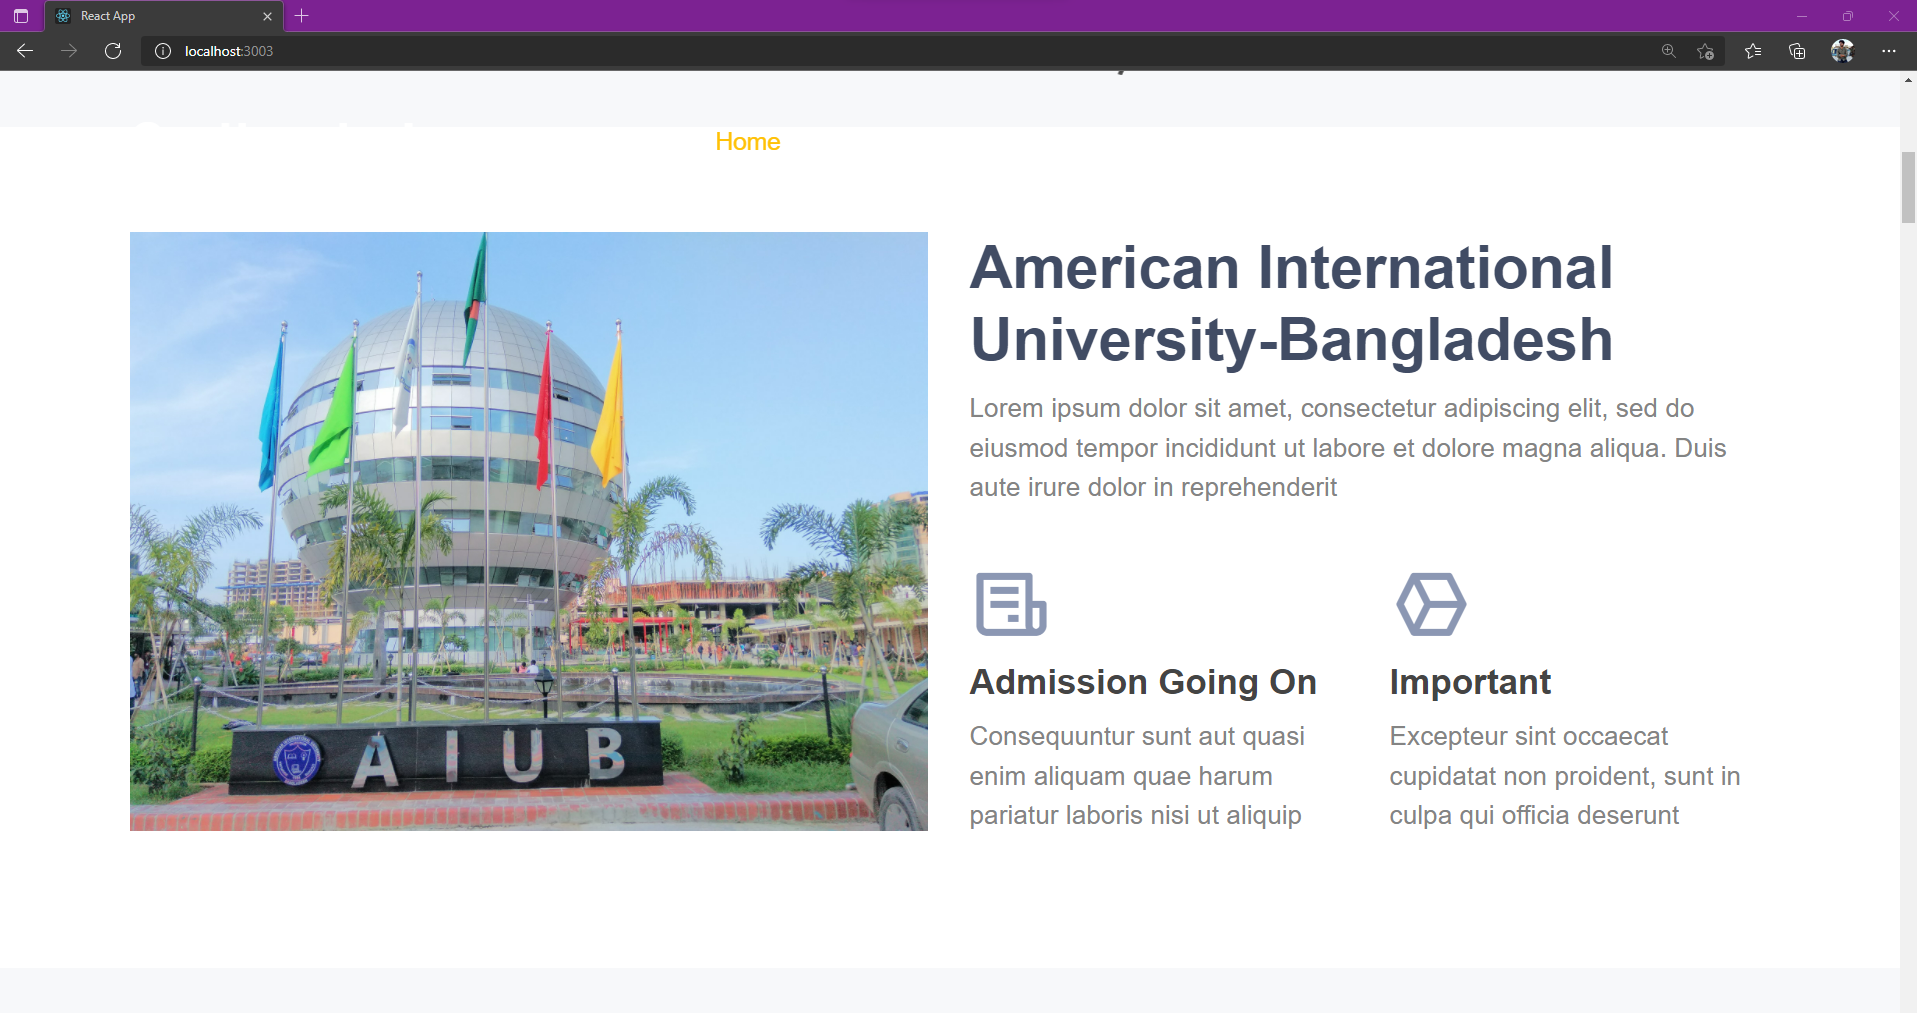 React App
localhost:3003
Home
American International
University-Bangladesh
Lorem ipsum dolor sit amet, consectetur adipiscing elit, sed do
eiusmod tempor incididunt ut labore et dolore magna aliqua. Duis
aute irure dolor in reprehenderit
Admission Going On
Consequuntur sunt aut quasi
enim aliquam quae harum
pariatur laboris nisi ut aliquip
Important
Excepteur sint occaecat
cupidatat non proident, sunt in
culpa qui officia deserunt
A I U B